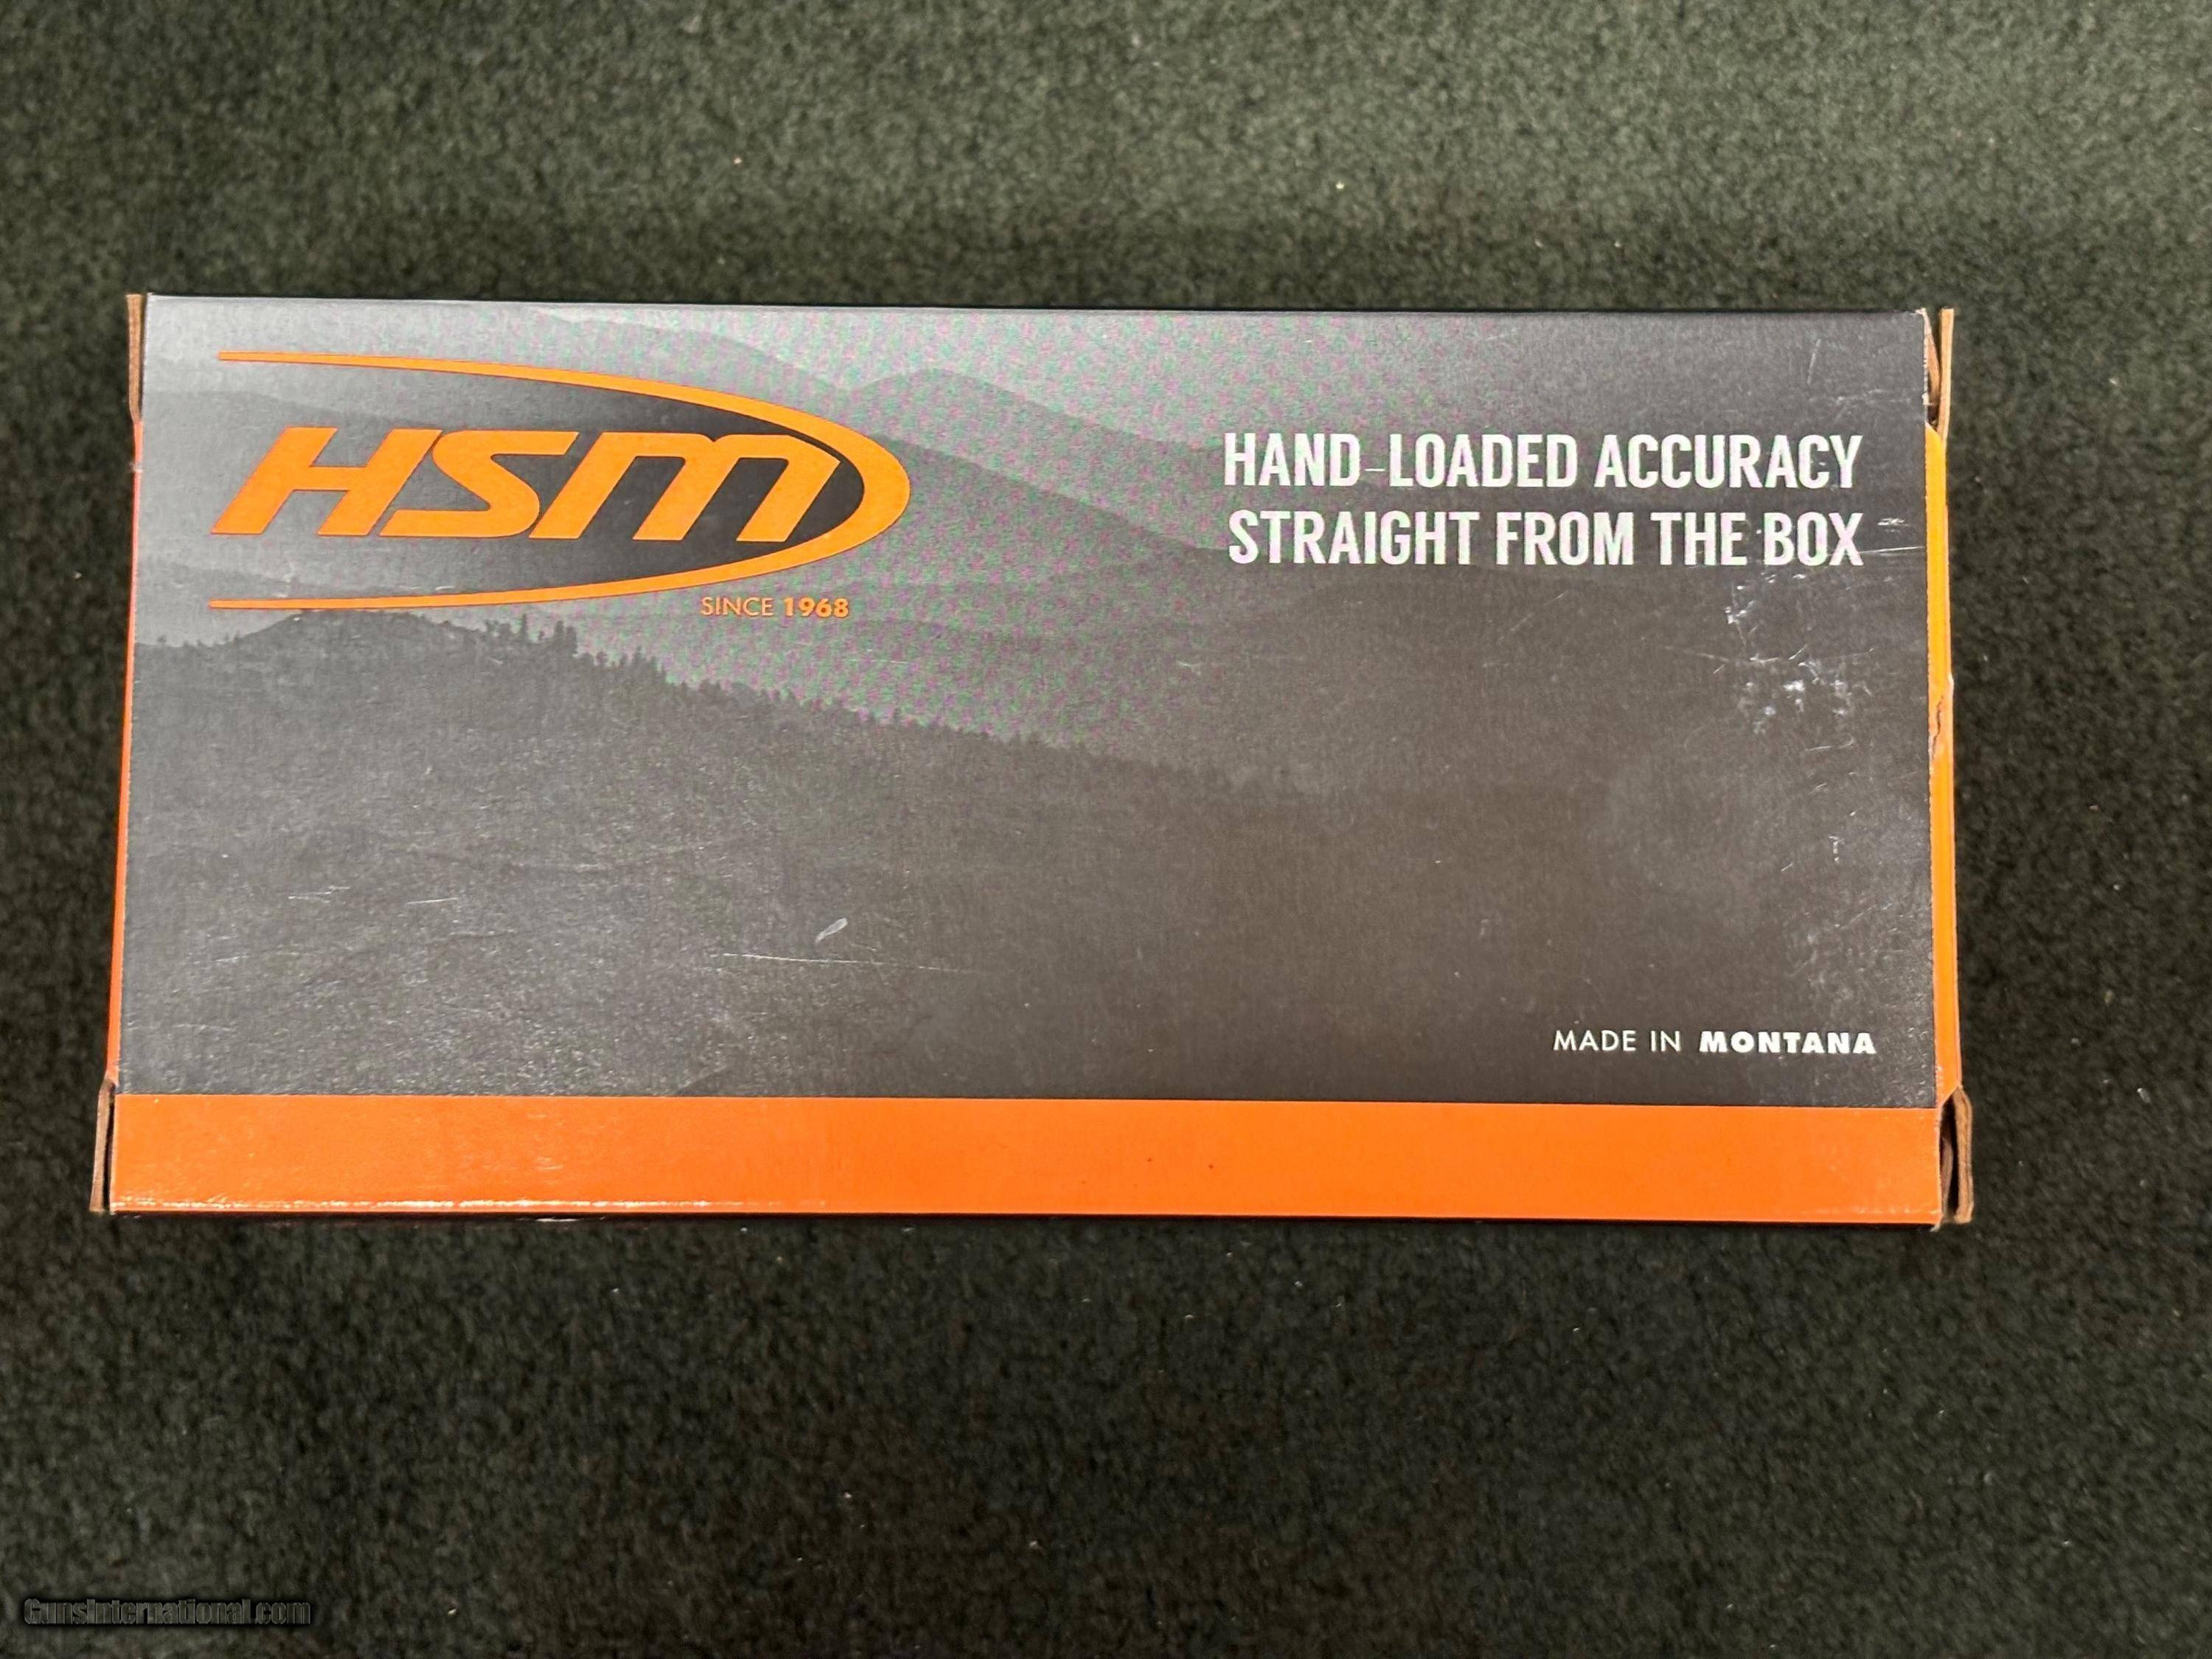 HSM
SINCE 1968
HAND-LOADED ACCURACY
STRAIGHT FROM THE BOX
MADE IN MONTANA
GunsInternational.com